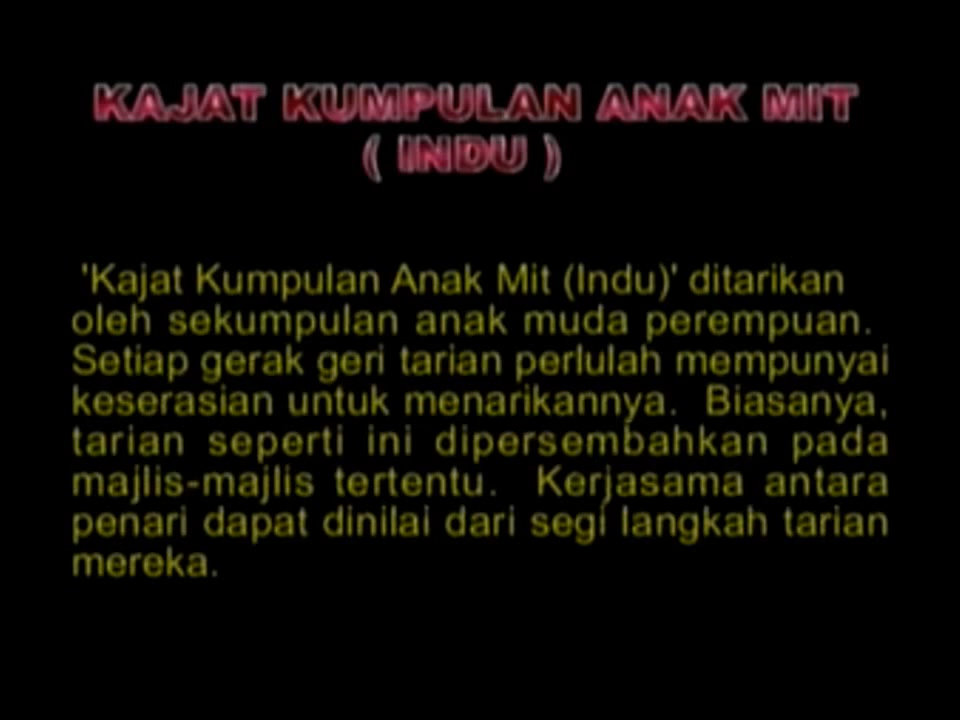 KAJAT KUMPULAN ANAK MIT
( INDU )
'Kajat Kumpulan Anak Mit (Indu)' ditarikan
oleh sekumpulan anak muda perempuan.
Setiap gerak geri tarian perlulah mempunyai
keserasian untuk menarikannya. Biasanya,
tarian seperti ini dipersembahkan pada
majlis-majlis tertentu. Kerjasama antara
penari dapat dinilai dari segi langkah tarian
mereka.